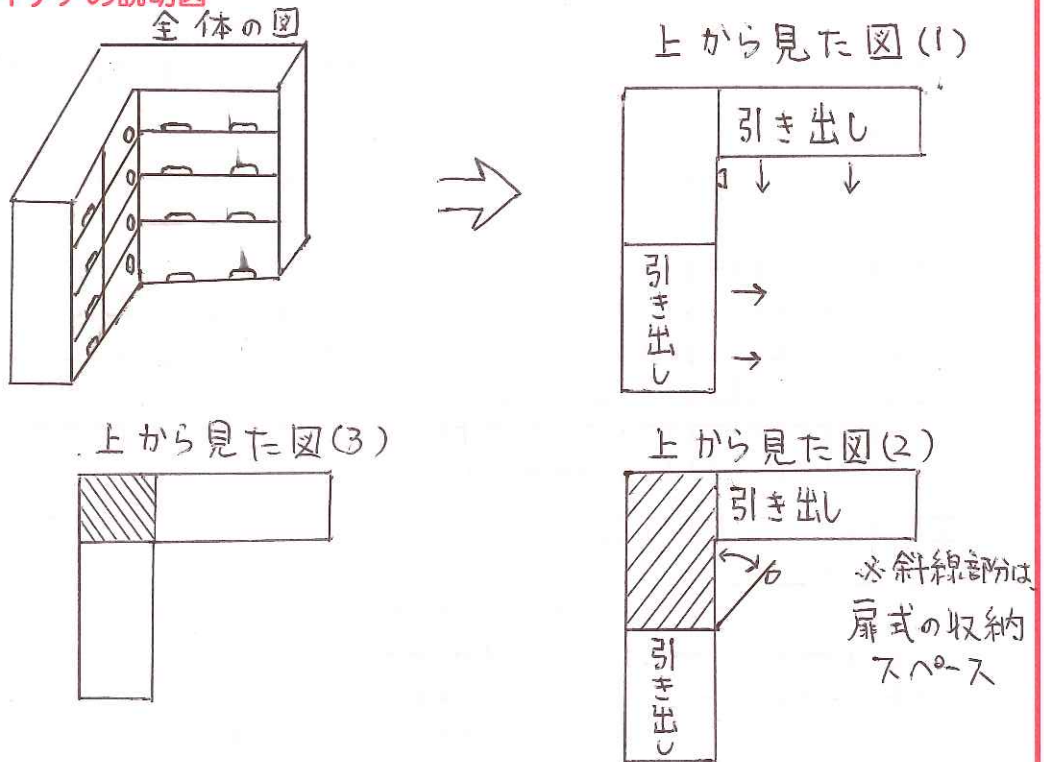 全体の図
上から見た図(1)
引き出し
引き出し
上から見た図(3)
上から見た図(2)
引き出し
※斜線部分は、
扉式の収納
スペース
引き出し